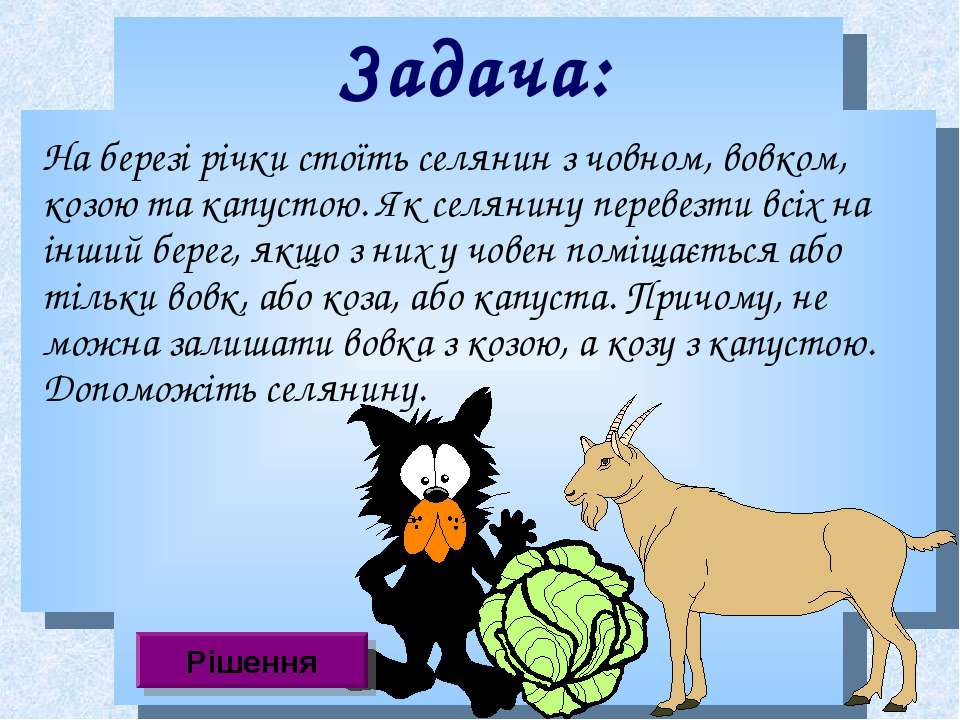 Задача:
На березі річки стоїть селянин з човном, вовком,
козою та капустою. Як селянину перевезти всіх на
інший берег, якщо з них у човен поміщається або
тільки вовк, або коза, або капуста. Причому, не
можна залишати вовка з козою, а козу з капустою.
Допоможіть селянину.
Рішення